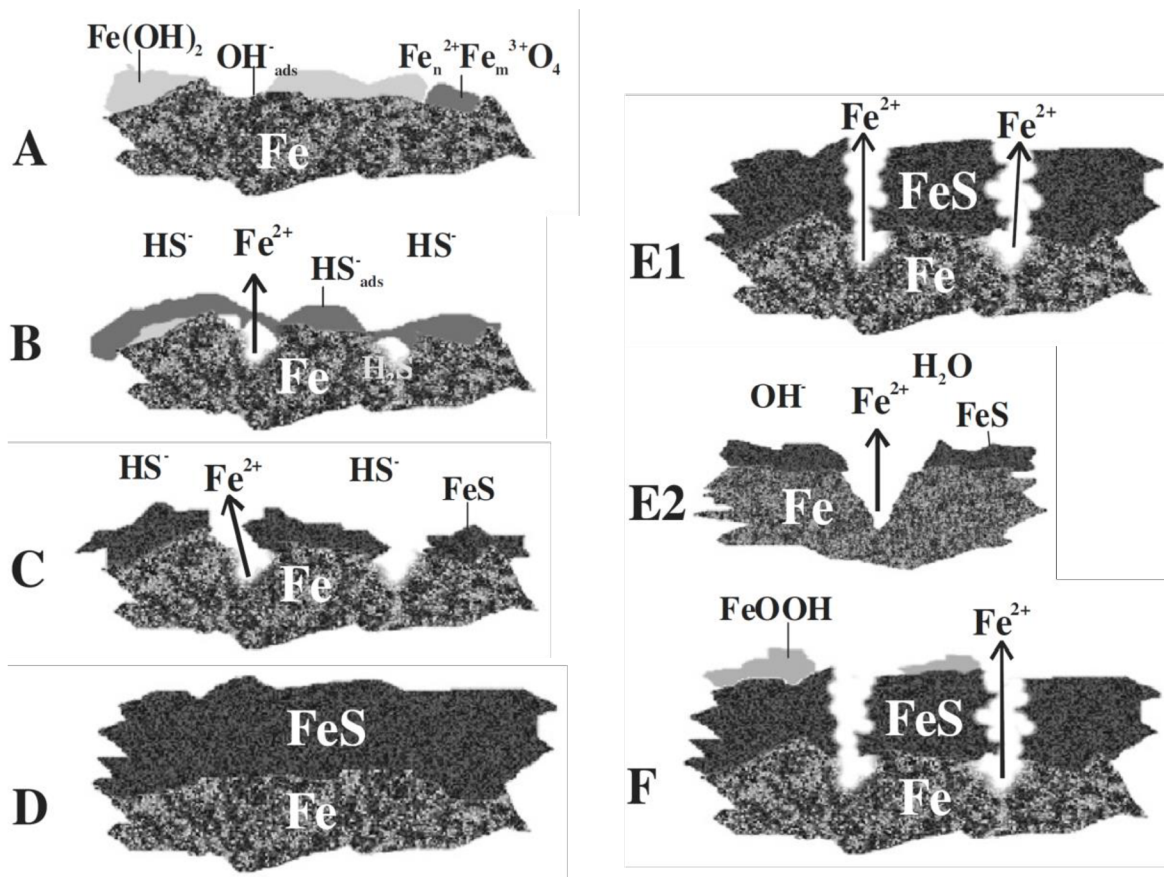 Fe(OH)₂ OH⁻ads Feₙ²⁺Feₘ³⁺O₄
Fe
A
HS⁻ Fe²⁺ HS⁻
HS⁻ads
B
Fe H₂S
HS⁻ Fe²⁺ HS⁻ FeS
C
Fe
FeS
D
Fe
Fe²⁺ Fe²⁺
FeS
E1
Fe
OH⁻ Fe²⁺ H₂O
FeS
E2
Fe
FeOOH Fe²⁺
FeS
F
Fe